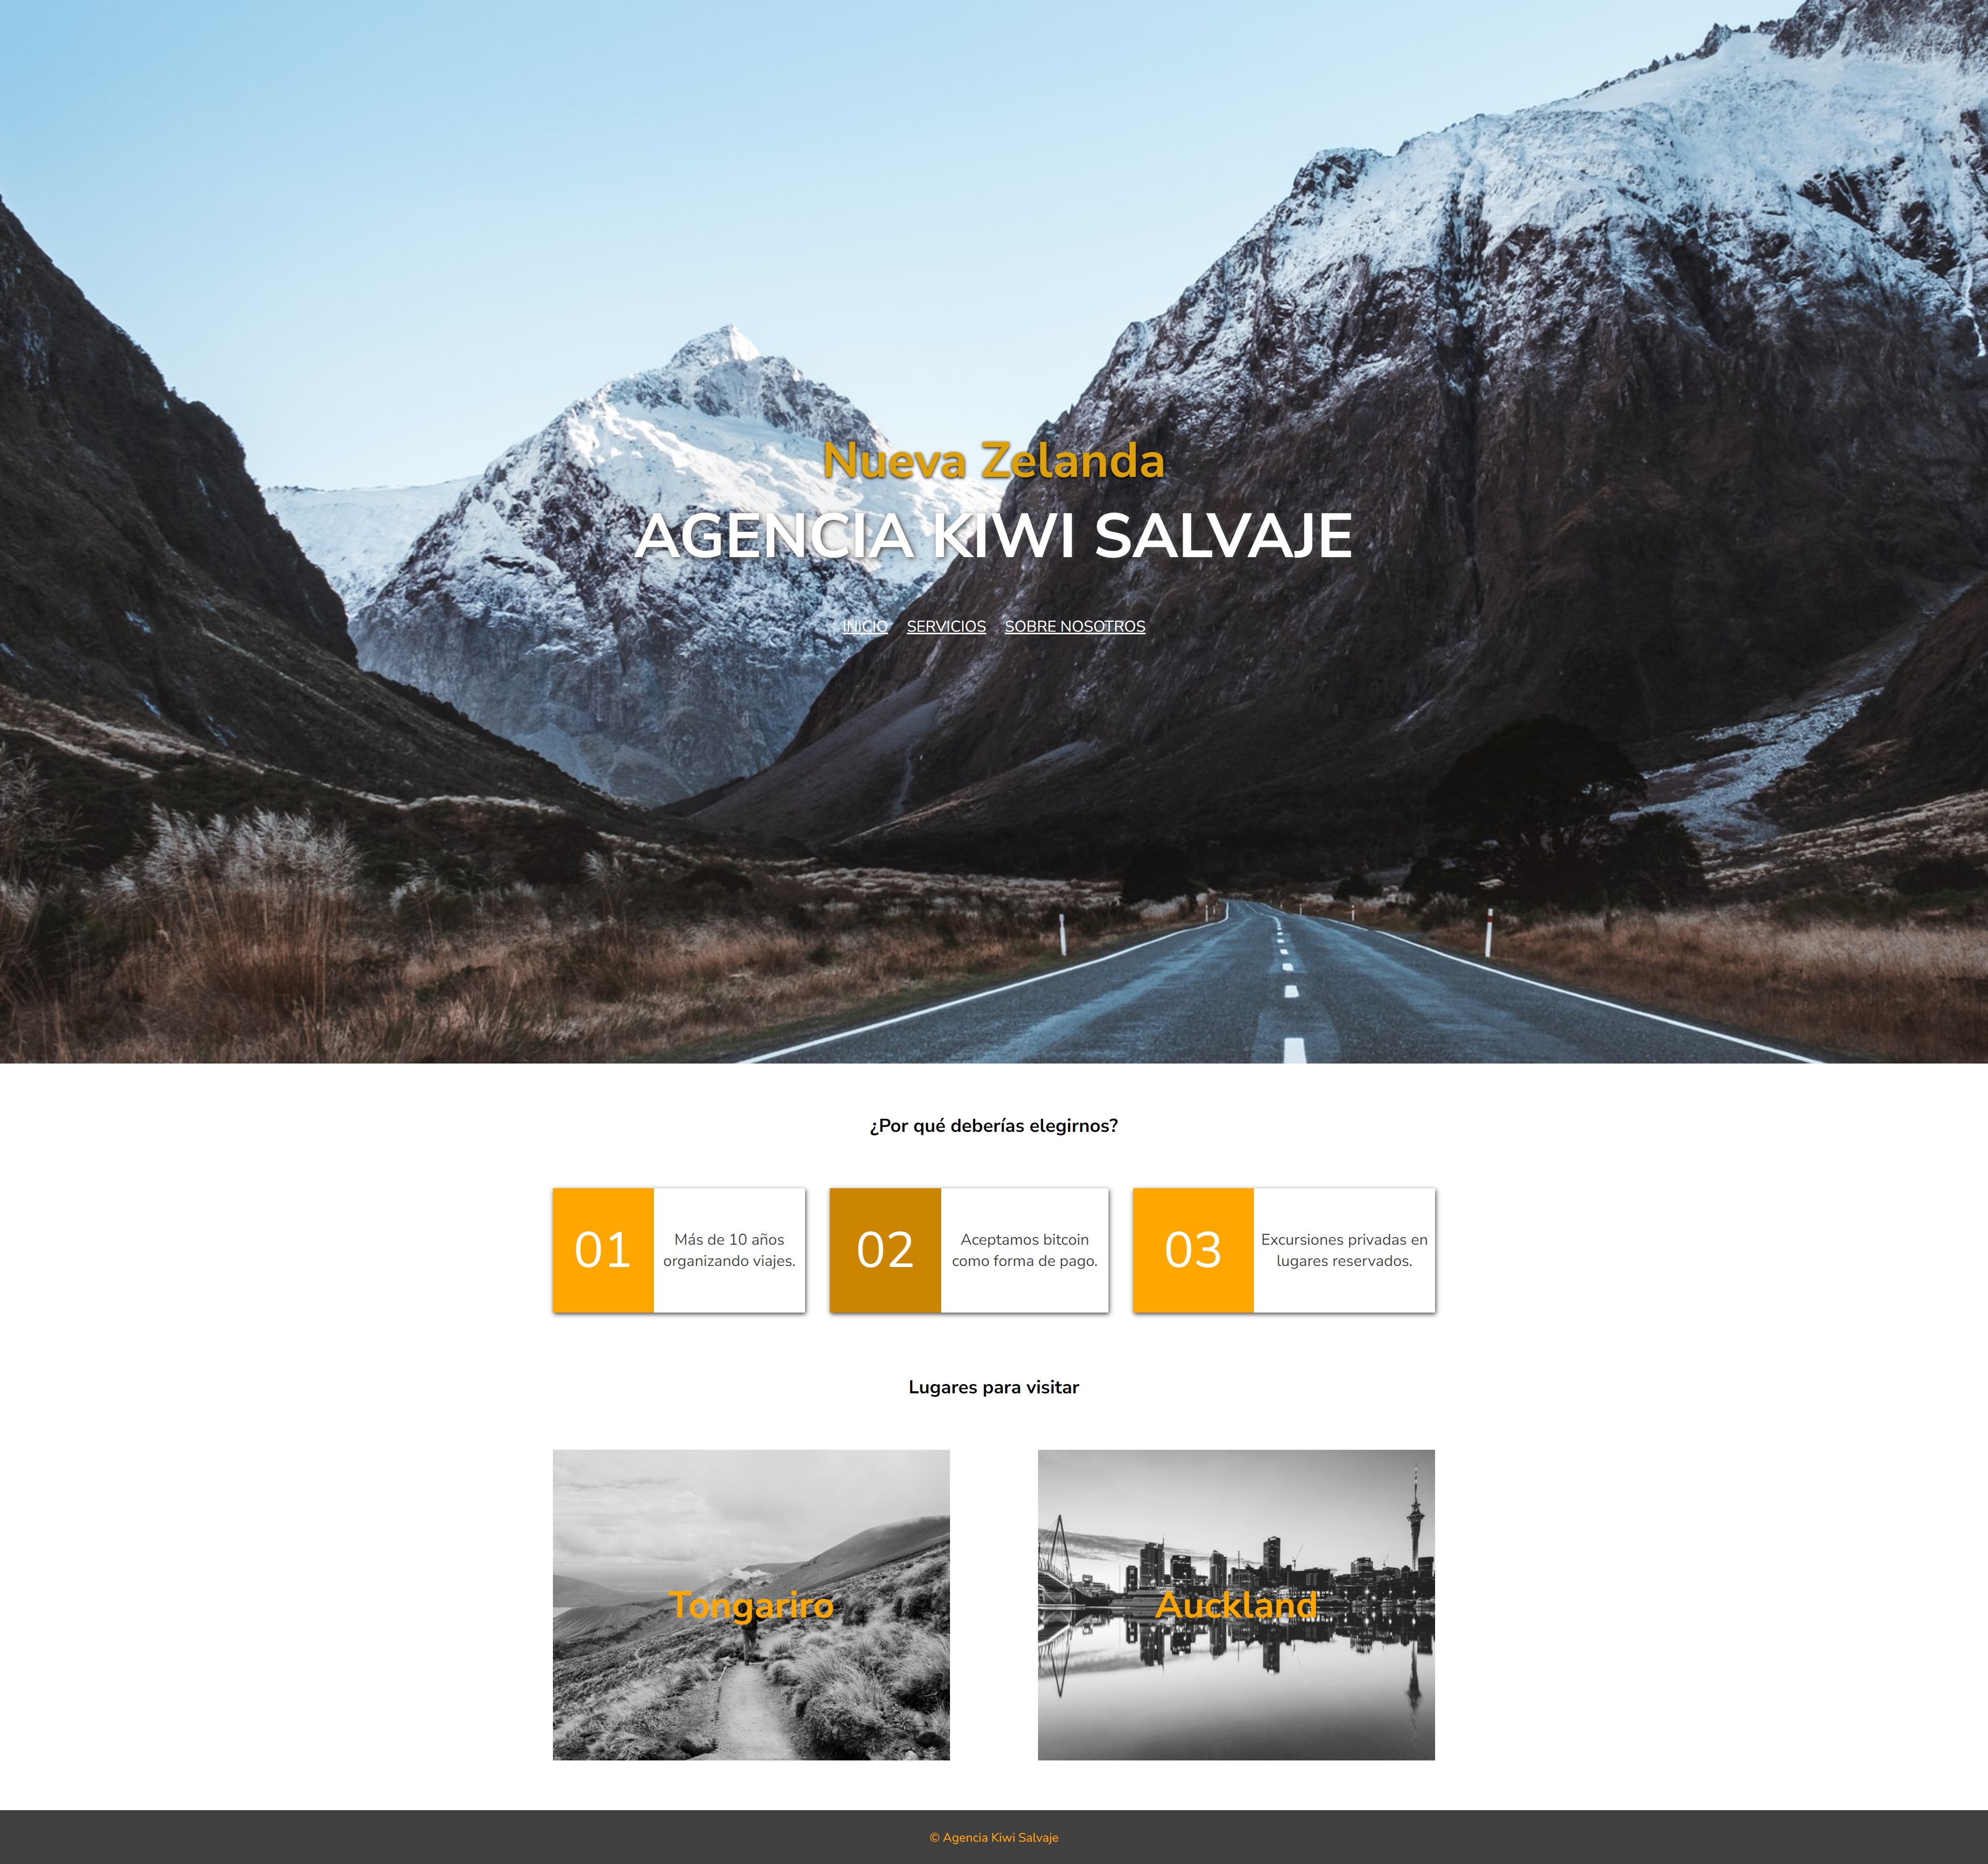 Nueva Zelanda
AGENCIA KIWI SALVAJE
INICIO SERVICIOS SOBRE NOSOTROS
¿Por qué deberías elegirnos?
01
Más de 10 años
organizando viajes.
02
Aceptamos bitcoin
como forma de pago.
03
Excursiones privadas en
lugares reservados.
Lugares para visitar
Tongariro
Auckland
© Agencia Kiwi Salvaje